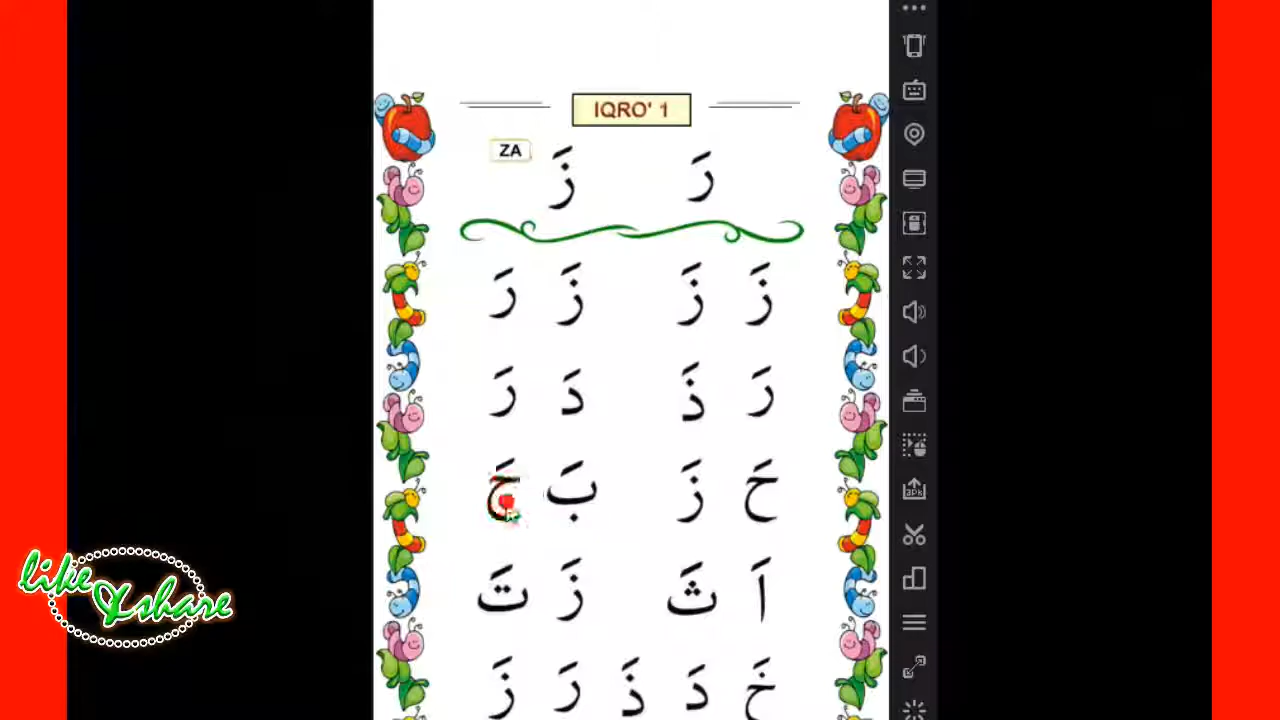 IQRO' 1
رَ زَ ZA
زَ زَ زَ رَ
رَ ذَ دَ رَ
حَ زَ بَ جَ
اَ ثَ زَ تَ
خَ دَ ذَ رَ زَ
like & share